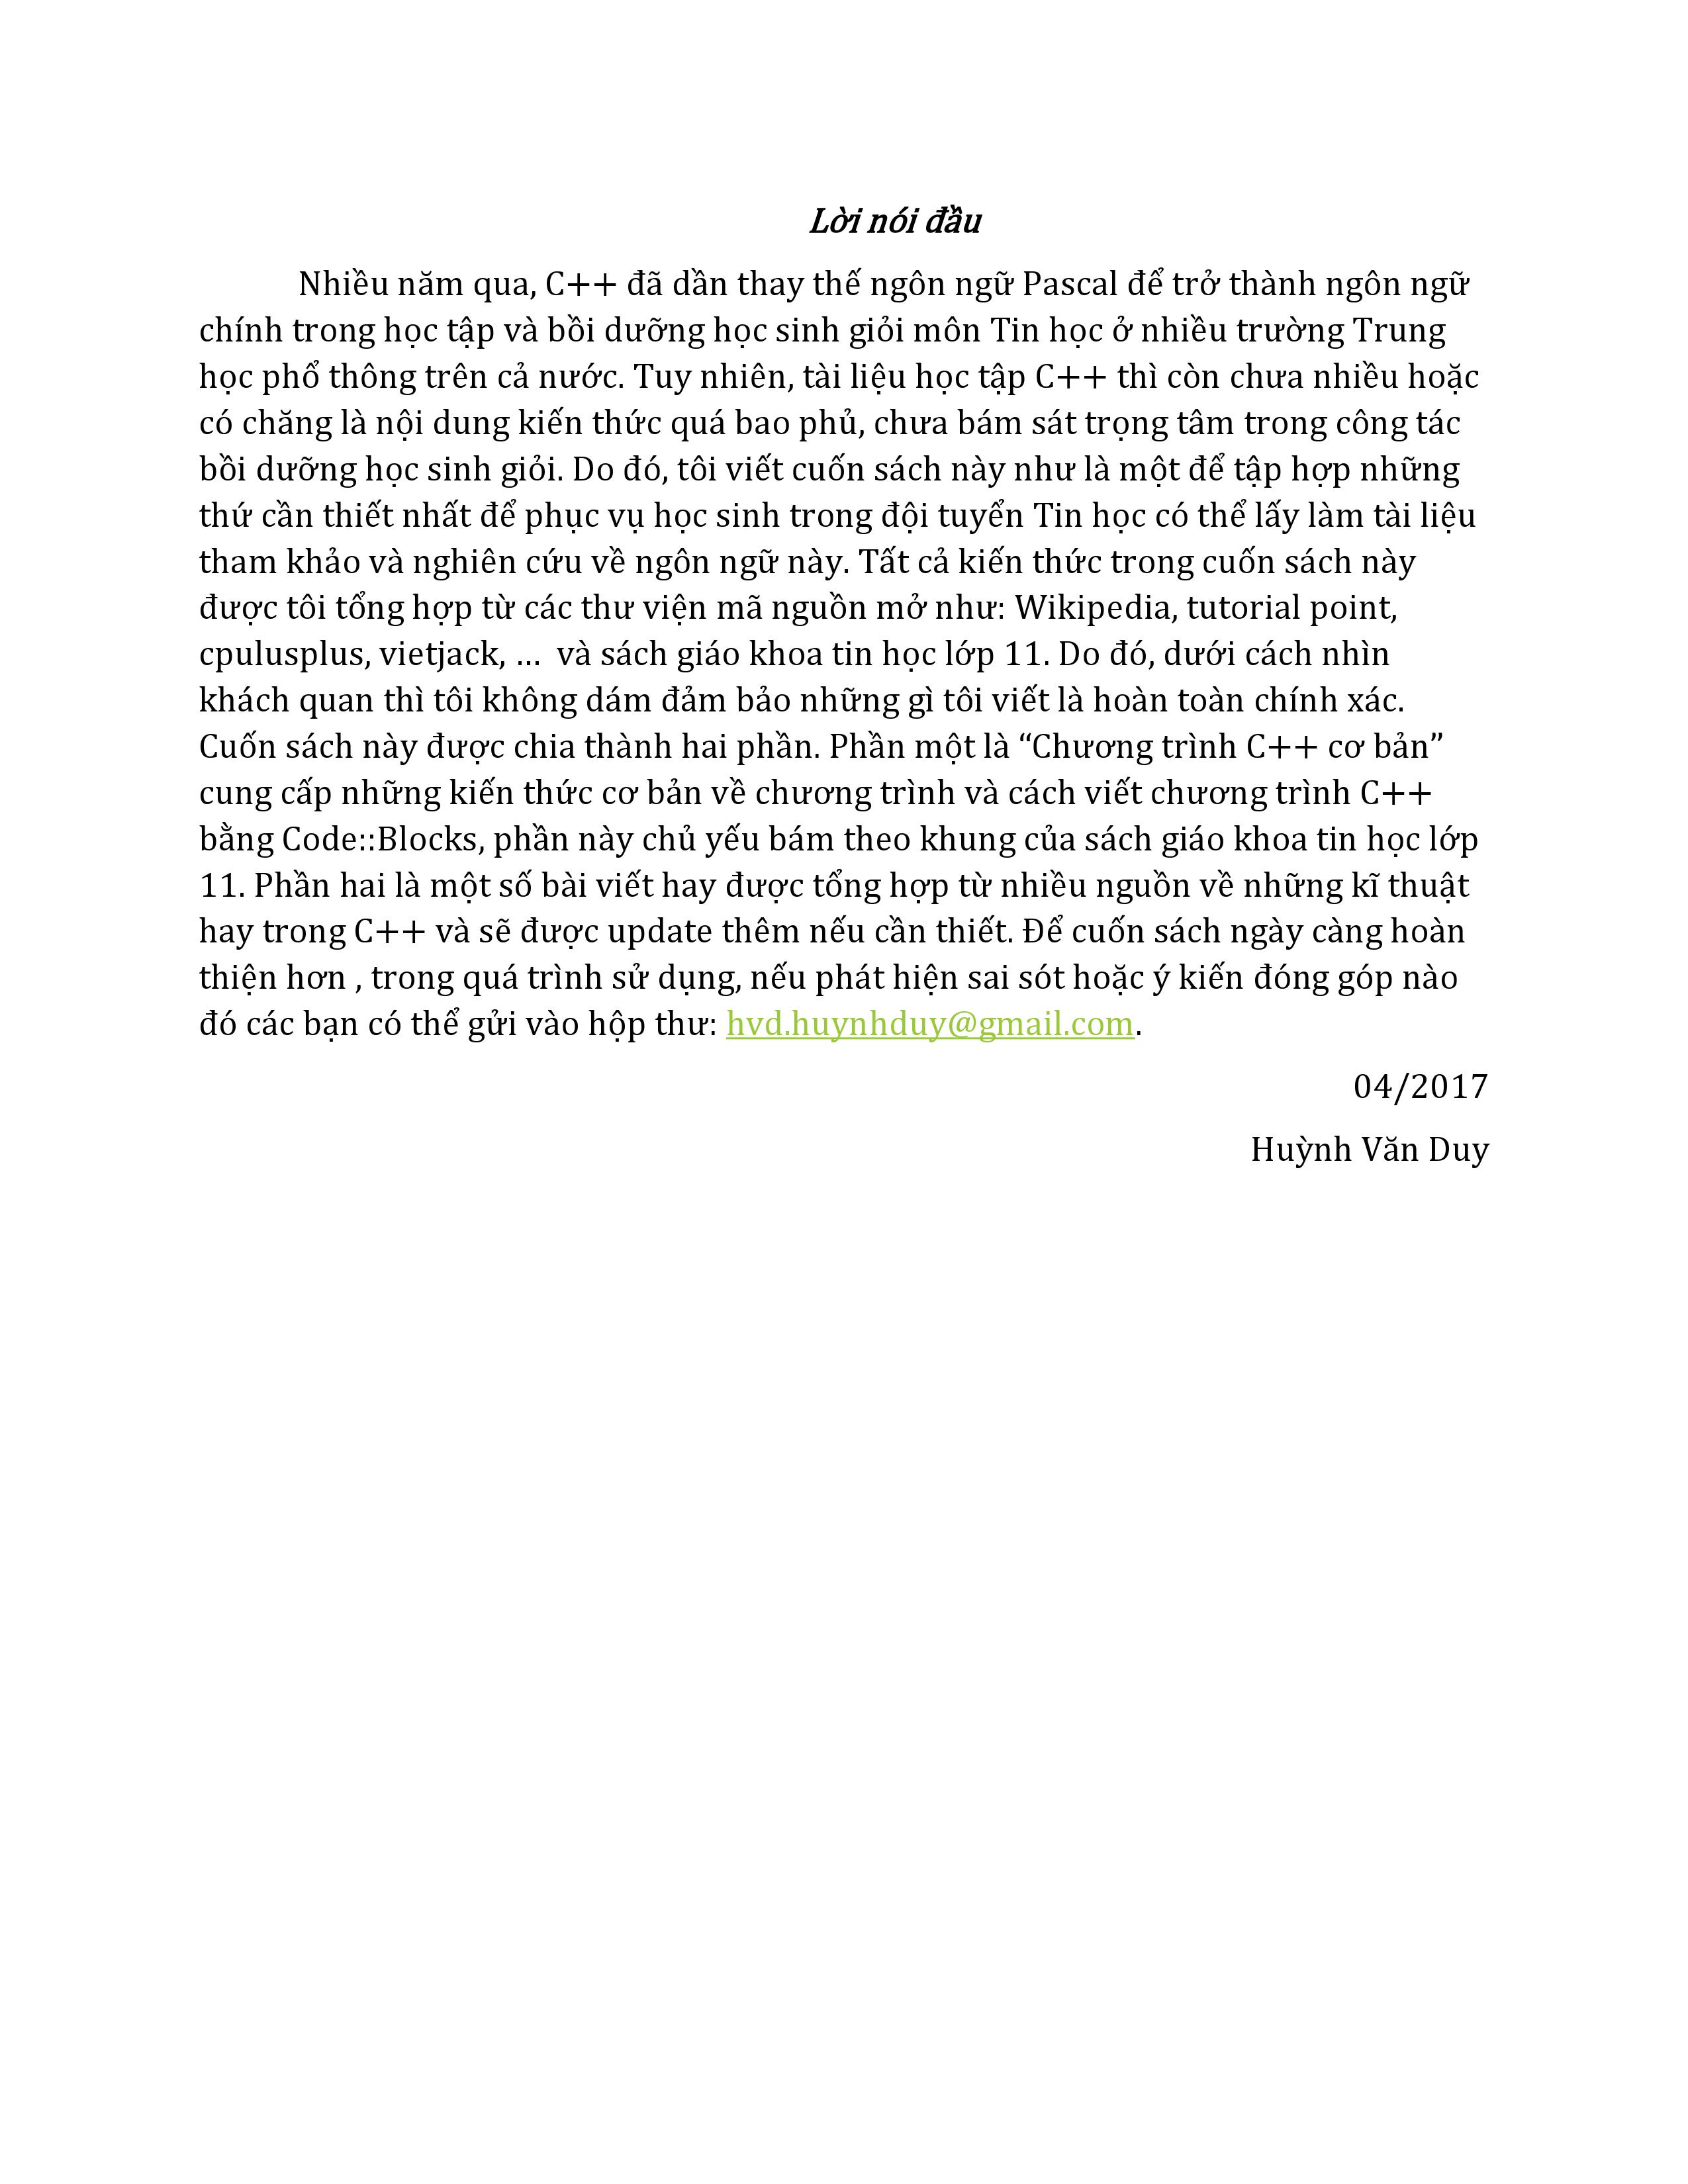 Lời nói đầu
Nhiều năm qua, C++ đã dần thay thế ngôn ngữ Pascal để trở thành ngôn ngữ
chính trong học tập và bồi dưỡng học sinh giỏi môn Tin học ở nhiều trường Trung
học phổ thông trên cả nước. Tuy nhiên, tài liệu học tập C++ thì còn chưa nhiều hoặc
có chăng là nội dung kiến thức quá bao phủ, chưa bám sát trọng tâm trong công tác
bồi dưỡng học sinh giỏi. Do đó, tôi viết cuốn sách này như là một để tập hợp những
thứ cần thiết nhất để phục vụ học sinh trong đội tuyển Tin học có thể lấy làm tài liệu
tham khảo và nghiên cứu về ngôn ngữ này. Tất cả kiến thức trong cuốn sách này
được tôi tổng hợp từ các thư viện mã nguồn mở như: Wikipedia, tutorial point,
cpulusplus, vietjack, ...  và sách giáo khoa tin học lớp 11. Do đó, dưới cách nhìn
khách quan thì tôi không dám đảm bảo những gì tôi viết là hoàn toàn chính xác.
Cuốn sách này được chia thành hai phần. Phần một là “Chương trình C++ cơ bản”
cung cấp những kiến thức cơ bản về chương trình và cách viết chương trình C++
bằng Code::Blocks, phần này chủ yếu bám theo khung của sách giáo khoa tin học lớp
11. Phần hai là một số bài viết hay được tổng hợp từ nhiều nguồn về những kĩ thuật
hay trong C++ và sẽ được update thêm nếu cần thiết. Để cuốn sách ngày càng hoàn
thiện hơn , trong quá trình sử dụng, nếu phát hiện sai sót hoặc ý kiến đóng góp nào
đó các bạn có thể gửi vào hộp thư: hvd.huynhduy@gmail.com.
04/2017
Huỳnh Văn Duy